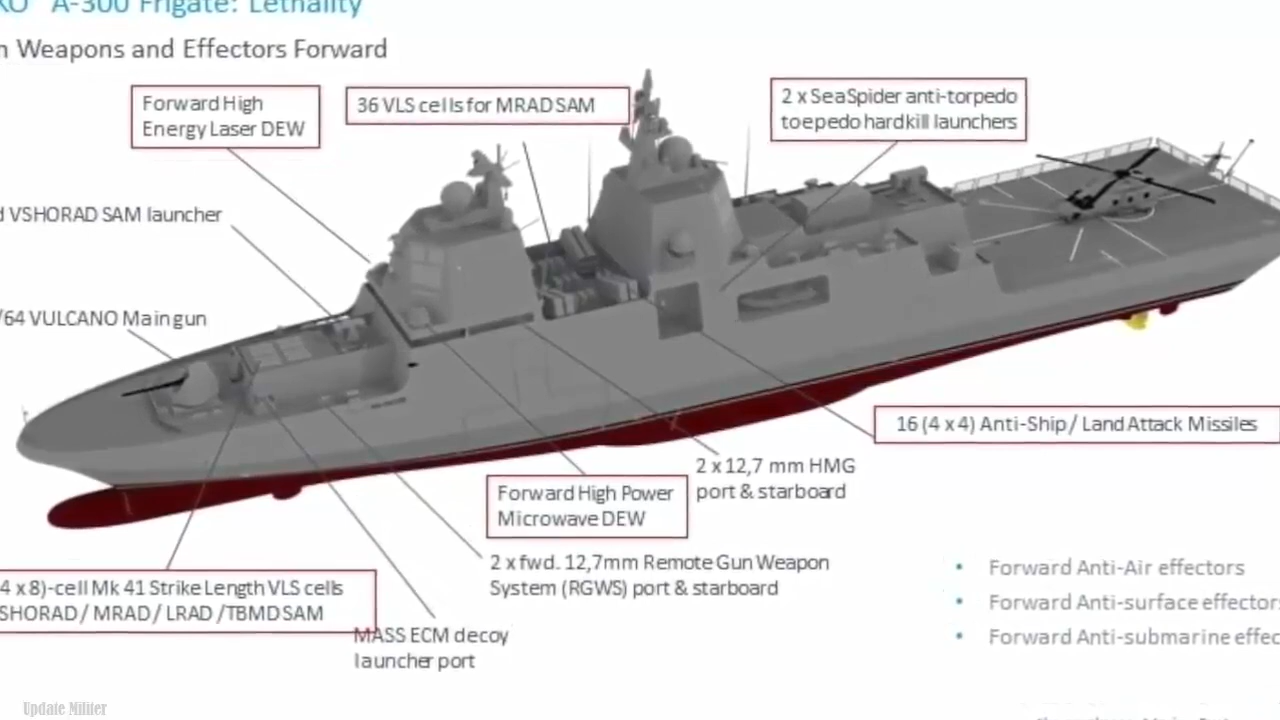 A-300 Frigate: Lethality
Weapons and Effectors Forward
Forward High
Energy Laser DEW
36 VLS cells for MRAD SAM
2 x SeaSpider anti-torpedo
toepedo hardkill launchers
VSHORAD SAM launcher
/64 VULCANO Main gun
16 (4 x 4) Anti-Ship / Land Attack Missiles
2 x 12,7 mm HMG
port & starboard
Forward High Power
Microwave DEW
2 x fwd. 12,7mm Remote Gun Weapon
System (RGWS) port & starboard
4 x 8)-cell Mk 41 Strike Length VLS cells
SHORAD / MRAD / LRAD / TBMD SAM
MASS ECM decoy
launcher port
• Forward Anti-Air effectors
• Forward Anti-surface effectors
• Forward Anti-submarine effec
Update Militer